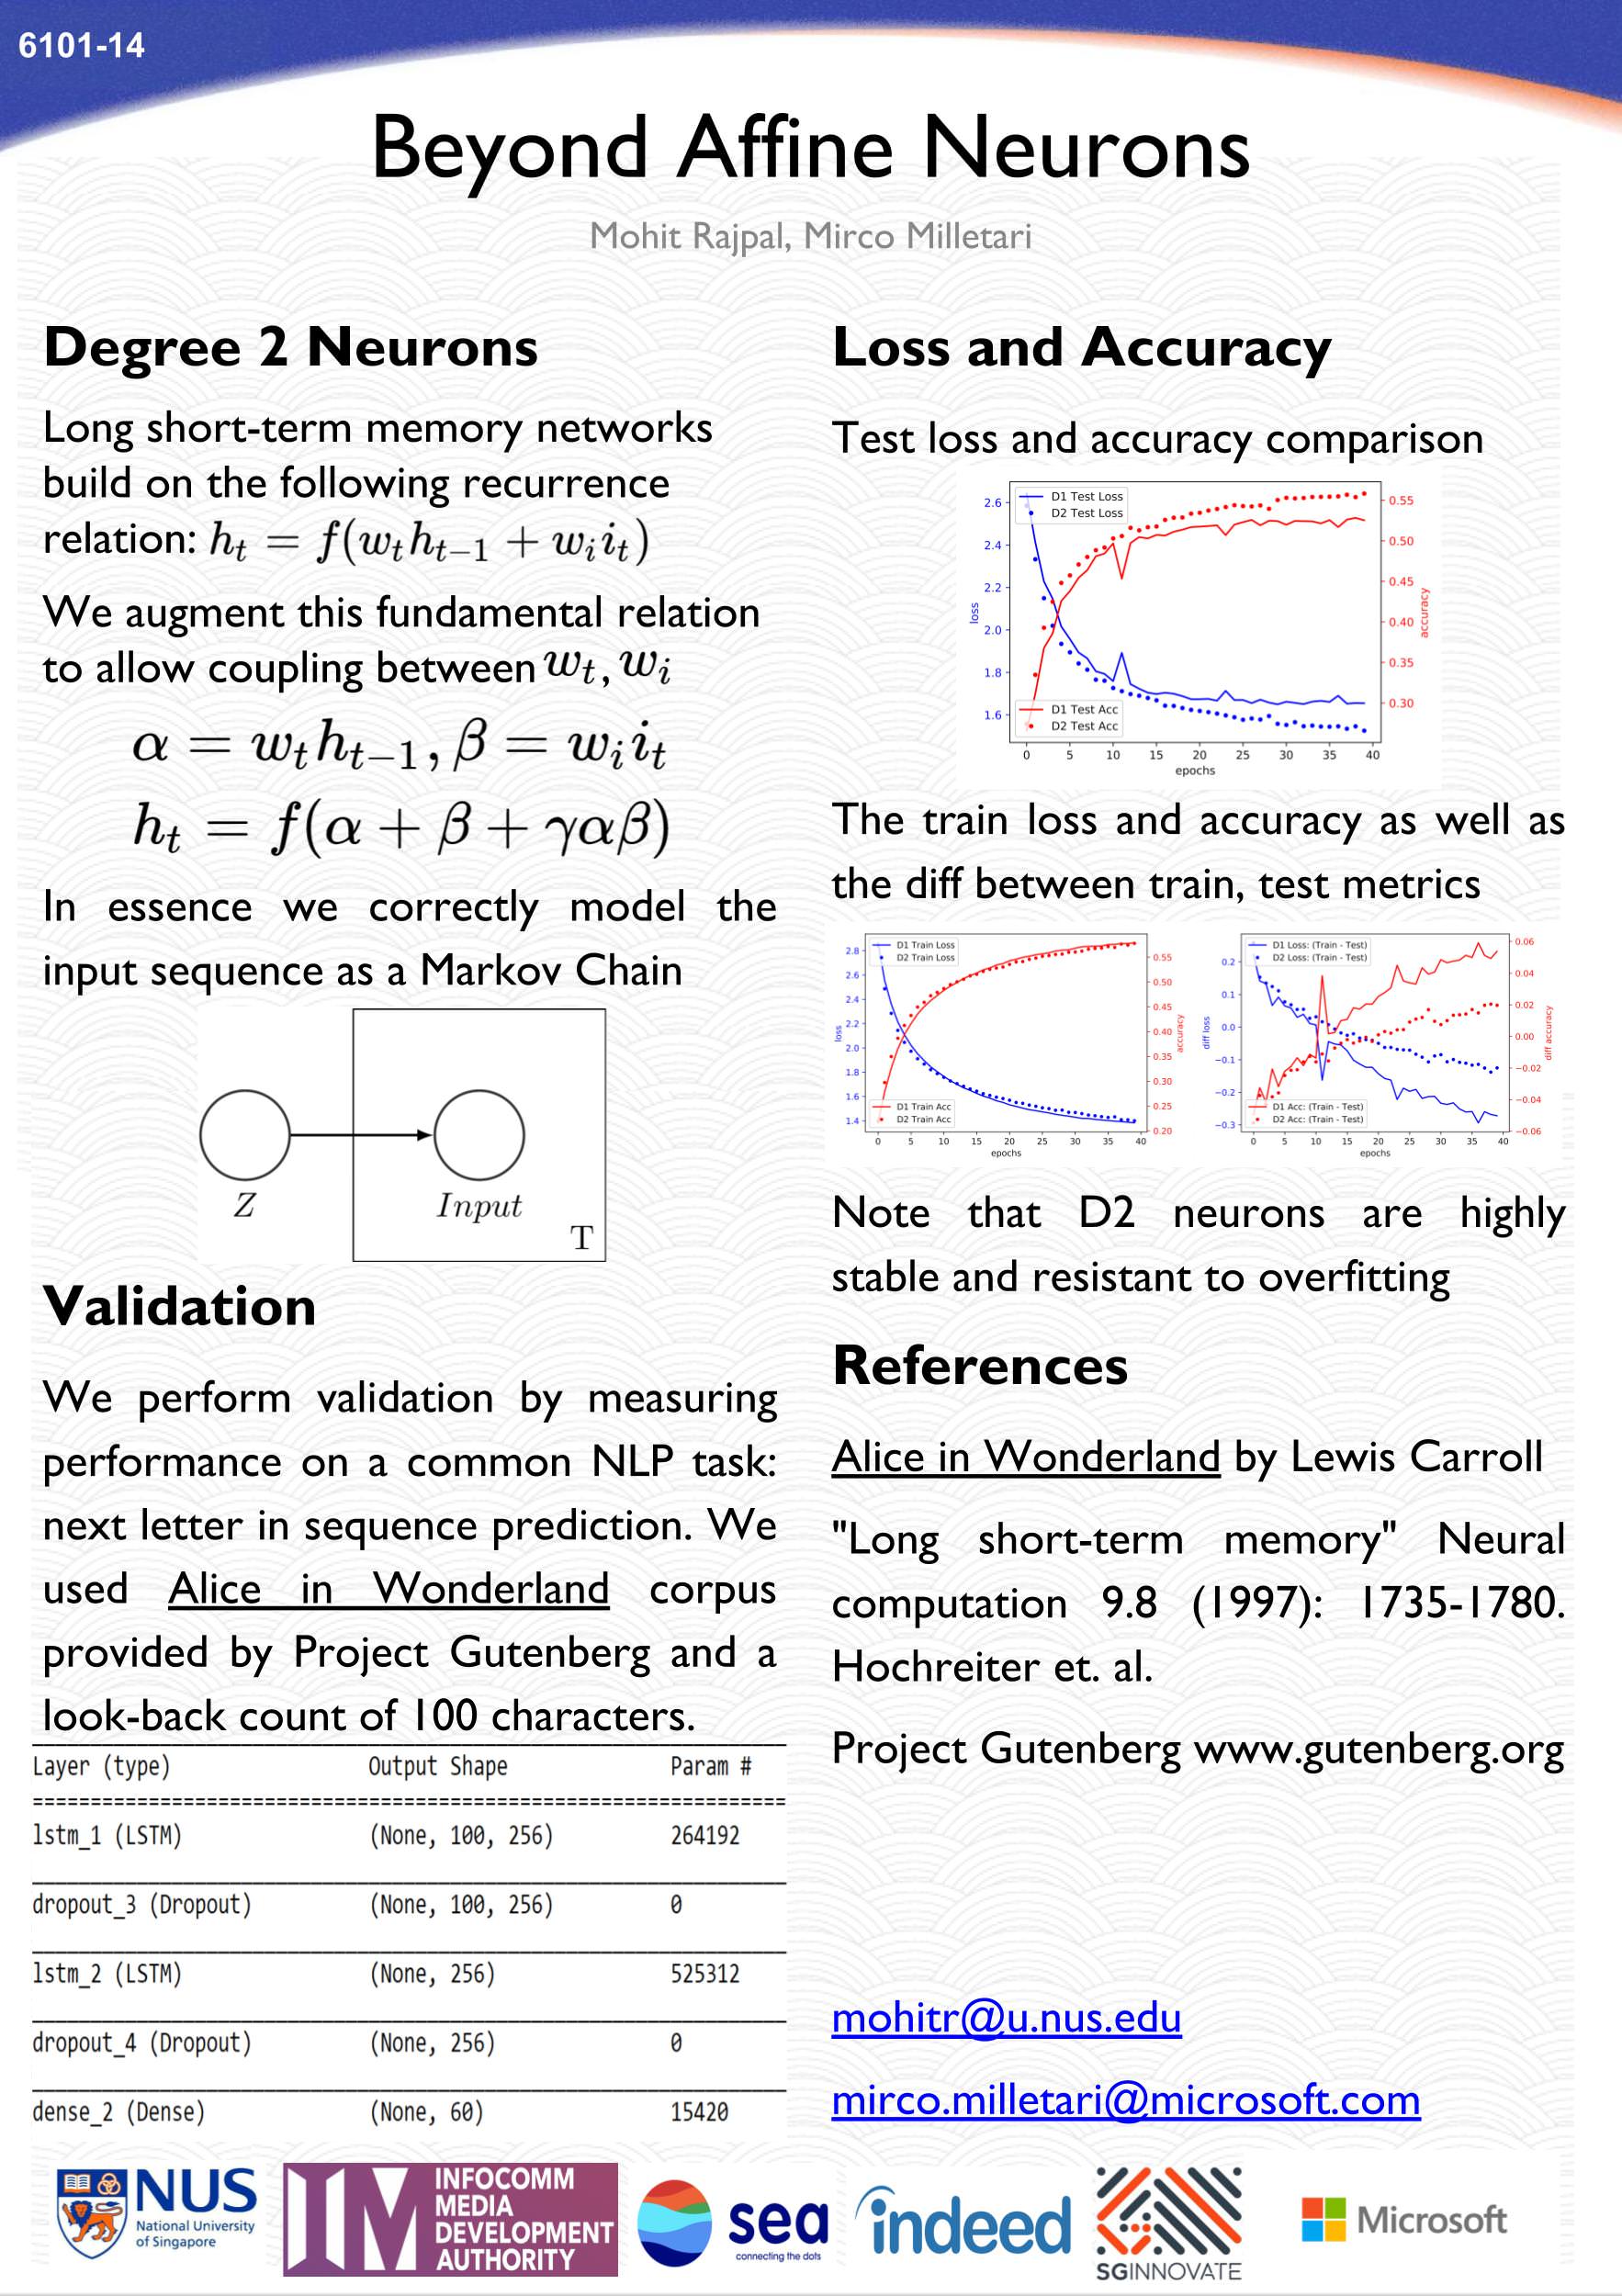 6101-14
Beyond Affine Neurons
Mohit Rajpal, Mirco Milletari
Degree 2 Neurons
Long short-term memory networks
build on the following recurrence
relation: h_t = f(w_t h_{t-1} + w_i i_t)
We augment this fundamental relation
to allow coupling between w_t, w_i
α = w_t h_{t-1}, β = w_i i_t
h_t = f(α + β + γαβ)
In essence we correctly model the
input sequence as a Markov Chain
Z
Input
T
Validation
We perform validation by measuring
performance on a common NLP task:
next letter in sequence prediction. We
used Alice in Wonderland corpus
provided by Project Gutenberg and a
look-back count of 100 characters.
Layer (type) Output Shape Param #
=================================================================
lstm_1 (LSTM) (None, 100, 256) 264192
dropout_3 (Dropout) (None, 100, 256) 0
lstm_2 (LSTM) (None, 256) 525312
dropout_4 (Dropout) (None, 256) 0
dense_2 (Dense) (None, 60) 15420
Loss and Accuracy
Test loss and accuracy comparison
D1 Test Loss
D2 Test Loss
D1 Test Acc
D2 Test Acc
2.6
2.4
2.2
2.0
1.8
1.6
loss
0.55
0.50
0.45
0.40
0.35
0.30
accuracy
0 5 10 15 20 25 30 35 40
epochs
The train loss and accuracy as well as
the diff between train, test metrics
D1 Train Loss
D2 Train Loss
D1 Train Acc
D2 Train Acc
2.8
2.6
2.4
2.2
2.0
1.8
1.6
1.4
loss
0.55
0.50
0.45
0.40
0.35
0.30
0.25
0.20
accuracy
0 5 10 15 20 25 30 35 40
epochs
D1 Loss: (Train - Test)
D2 Loss: (Train - Test)
D1 Acc: (Train - Test)
D2 Acc: (Train - Test)
0.2
0.1
0.0
−0.1
−0.2
−0.3
diff loss
0.06
0.04
0.02
0.00
−0.02
−0.04
−0.06
diff accuracy
0 5 10 15 20 25 30 35 40
epochs
Note that D2 neurons are highly
stable and resistant to overfitting
References
Alice in Wonderland by Lewis Carroll
"Long short-term memory" Neural
computation 9.8 (1997): 1735-1780.
Hochreiter et. al.
Project Gutenberg www.gutenberg.org
mohitr@u.nus.edu
mirco.milletari@microsoft.com
NUS
National University
of Singapore
IM
INFOCOMM
MEDIA
DEVELOPMENT
AUTHORITY
sea
connecting the dots
indeed
SGINNOVATE
Microsoft